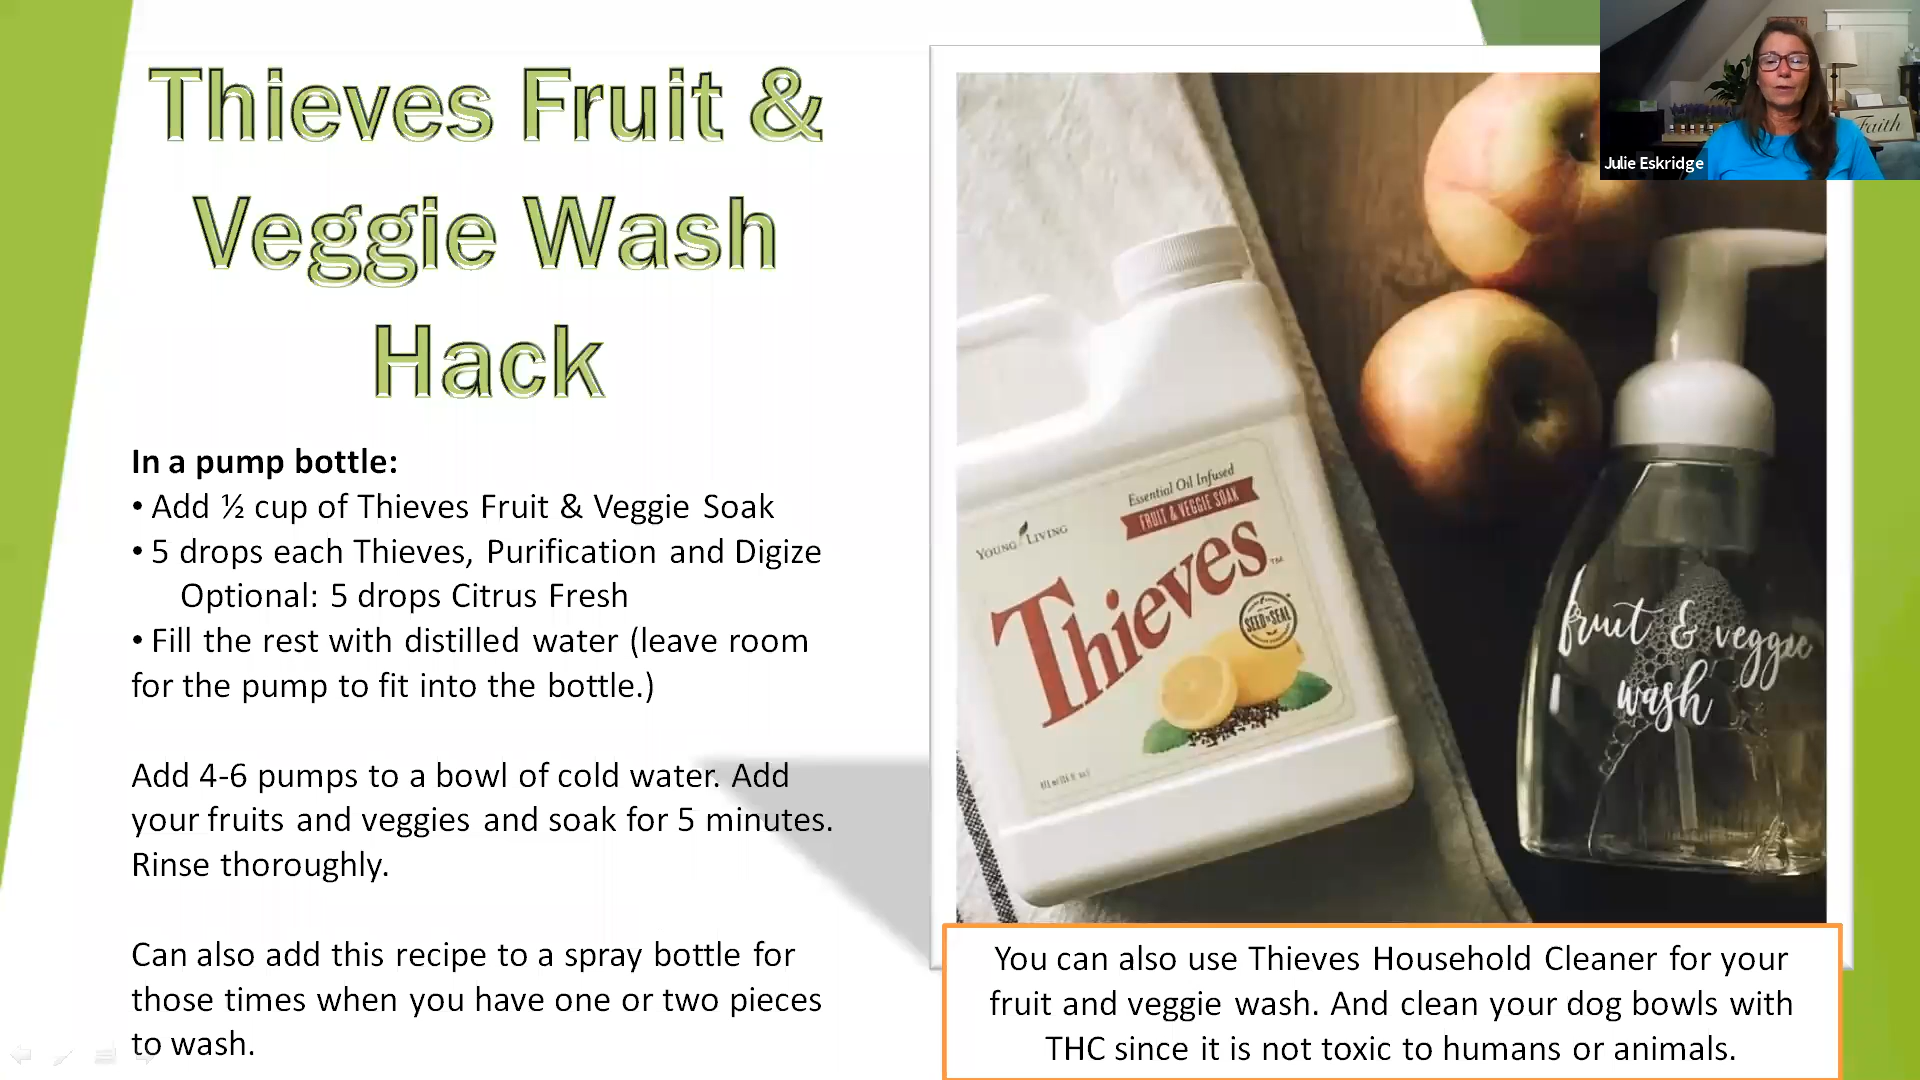 Thieves Fruit &
Veggie Wash
Hack
In a pump bottle:
• Add ½ cup of Thieves Fruit & Veggie Soak
• 5 drops each Thieves, Purification and Digize
Optional: 5 drops Citrus Fresh
• Fill the rest with distilled water (leave room
for the pump to fit into the bottle.)
Add 4-6 pumps to a bowl of cold water. Add
your fruits and veggies and soak for 5 minutes.
Rinse thoroughly.
Can also add this recipe to a spray bottle for
those times when you have one or two pieces
to wash.
Julie Eskridge
Faith
Essential Oil Infused
FRUIT & VEGGIE SOAK
YOUNG LIVING
Thieves™
SEED TO SEAL
fruit & veggie
wash
You can also use Thieves Household Cleaner for your
fruit and veggie wash. And clean your dog bowls with
THC since it is not toxic to humans or animals.